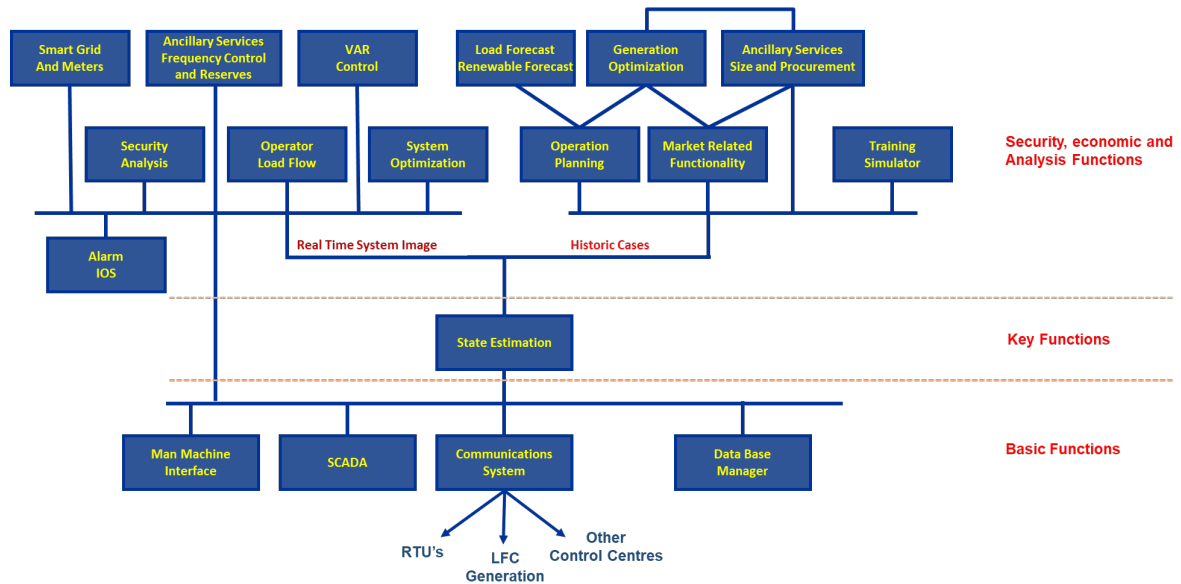 Smart Grid
And Meters
Ancillary Services
Frequency Control
and Reserves
VAR
Control
Load Forecast
Renewable Forecast
Generation
Optimization
Ancillary Services
Size and Procurement
Security
Analysis
Operator
Load Flow
System
Optimization
Operation
Planning
Market Related
Functionality
Training
Simulator
Security, economic and
Analysis Functions
Alarm
IOS
Real Time System Image
Historic Cases
State Estimation
Key Functions
Man Machine
Interface
SCADA
Communications
System
Data Base
Manager
Basic Functions
RTU's
LFC
Generation
Other
Control Centres